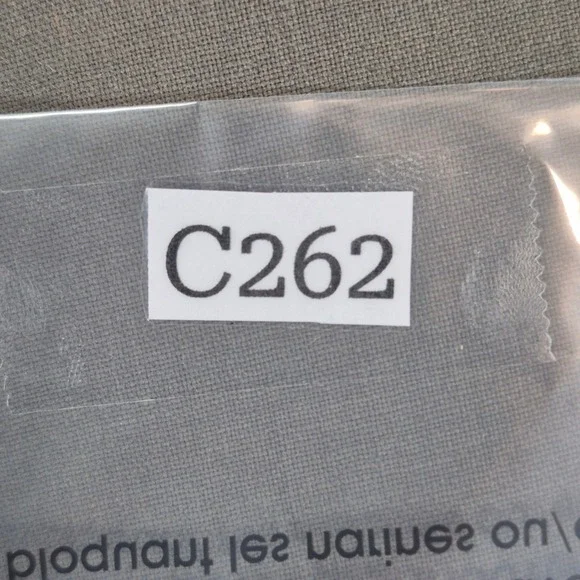 C262
bloquant les narines ou/